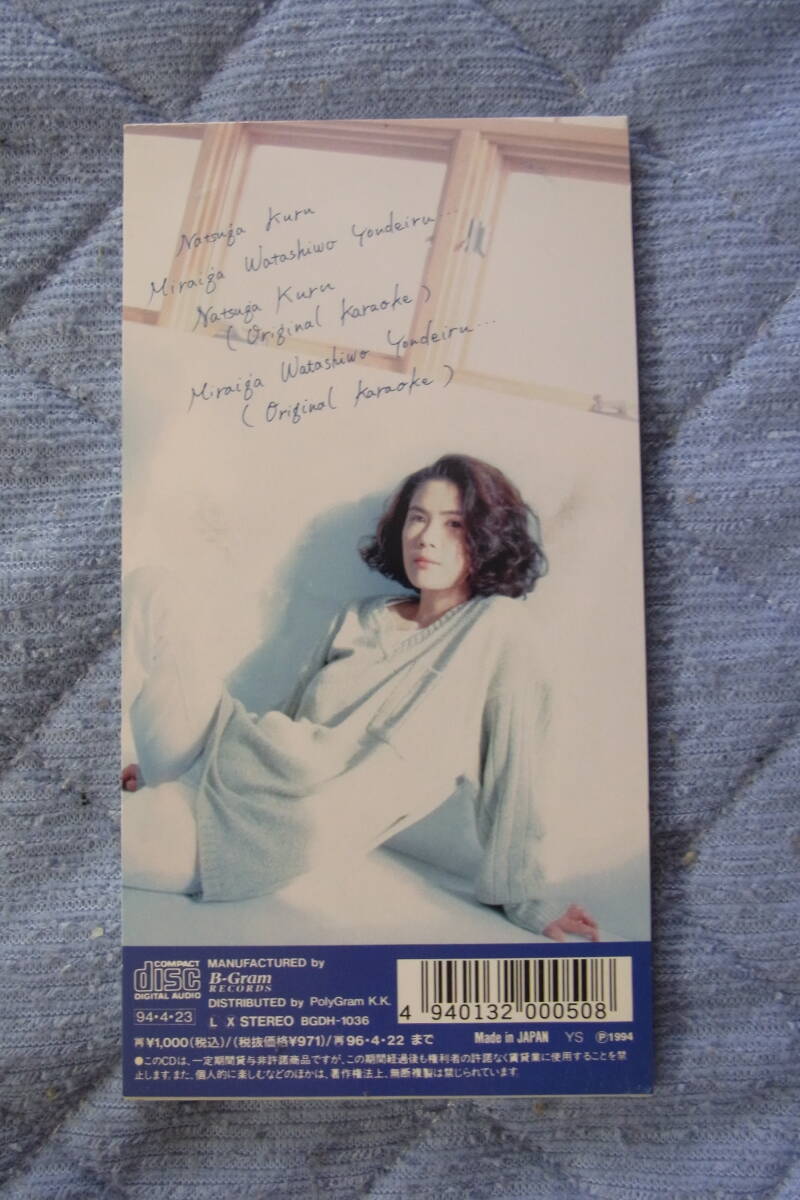 Natsuga Kuru
Miraiga Watashiwo Yondeiru…
Natsuga Kuru
(Original Karaoke)
Miraiga Watashiwo Yondeiru…
(Original Karaoke)
COMPACT
disc
DIGITAL AUDIO
MANUFACTURED by
B-Gram
RECORDS
DISTRIBUTED by PolyGram K.K.
94・4・23
L X STEREO BGDH-1036
4 940132 000508
再¥1,000(税込)/(税抜価格¥971)/再96・4・22 まで
Made in JAPAN YS Ⓟ1994
●このCDは、一定期間貸与非許諾商品ですが、この期間経過後も権利者の許諾なく賃貸業に使用することを禁
止します。また、個人的に楽しむなどのほかは、著作権法上、無断複製は禁じられています。